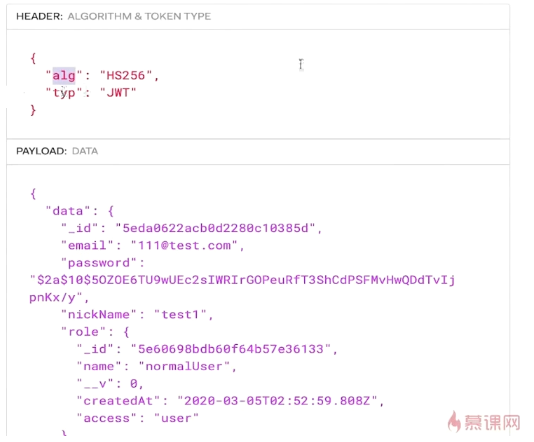 HEADER: ALGORITHM & TOKEN TYPE
{
"alg": "HS256",
"typ": "JWT"
}
PAYLOAD: DATA
{
"data": {
"_id": "5eda0622acb0d2280c10385d",
"email": "111@test.com",
"password":
"$2a$10$5OZOE6TU9wUEc2sIWRIrGOPeuRfT3ShCdPSFMvHwQDdTvIj
pnKx/y",
"nickName": "test1",
"role": {
"_id": "5e60698bdb60f64b57e36133",
"name": "normalUser",
"__v": 0,
"createdAt": "2020-03-05T02:52:59.808Z",
"access": "user"
}
慕课网